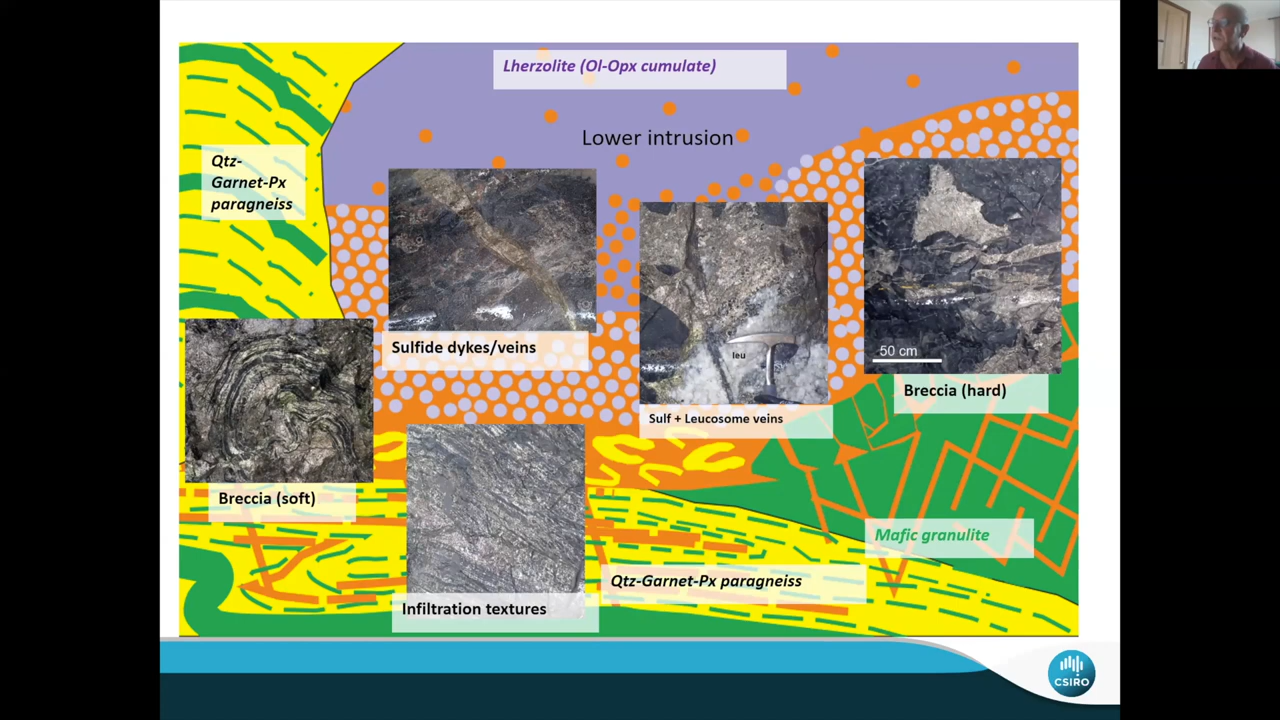 Lherzolite (Ol-Opx cumulate)
Lower intrusion
Qtz-
Garnet-Px
paragneiss
Sulfide dykes/veins
leu
Sulf + Leucosome veins
50 cm
Breccia (hard)
Breccia (soft)
Infiltration textures
Qtz-Garnet-Px paragneiss
Mafic granulite
CSIRO